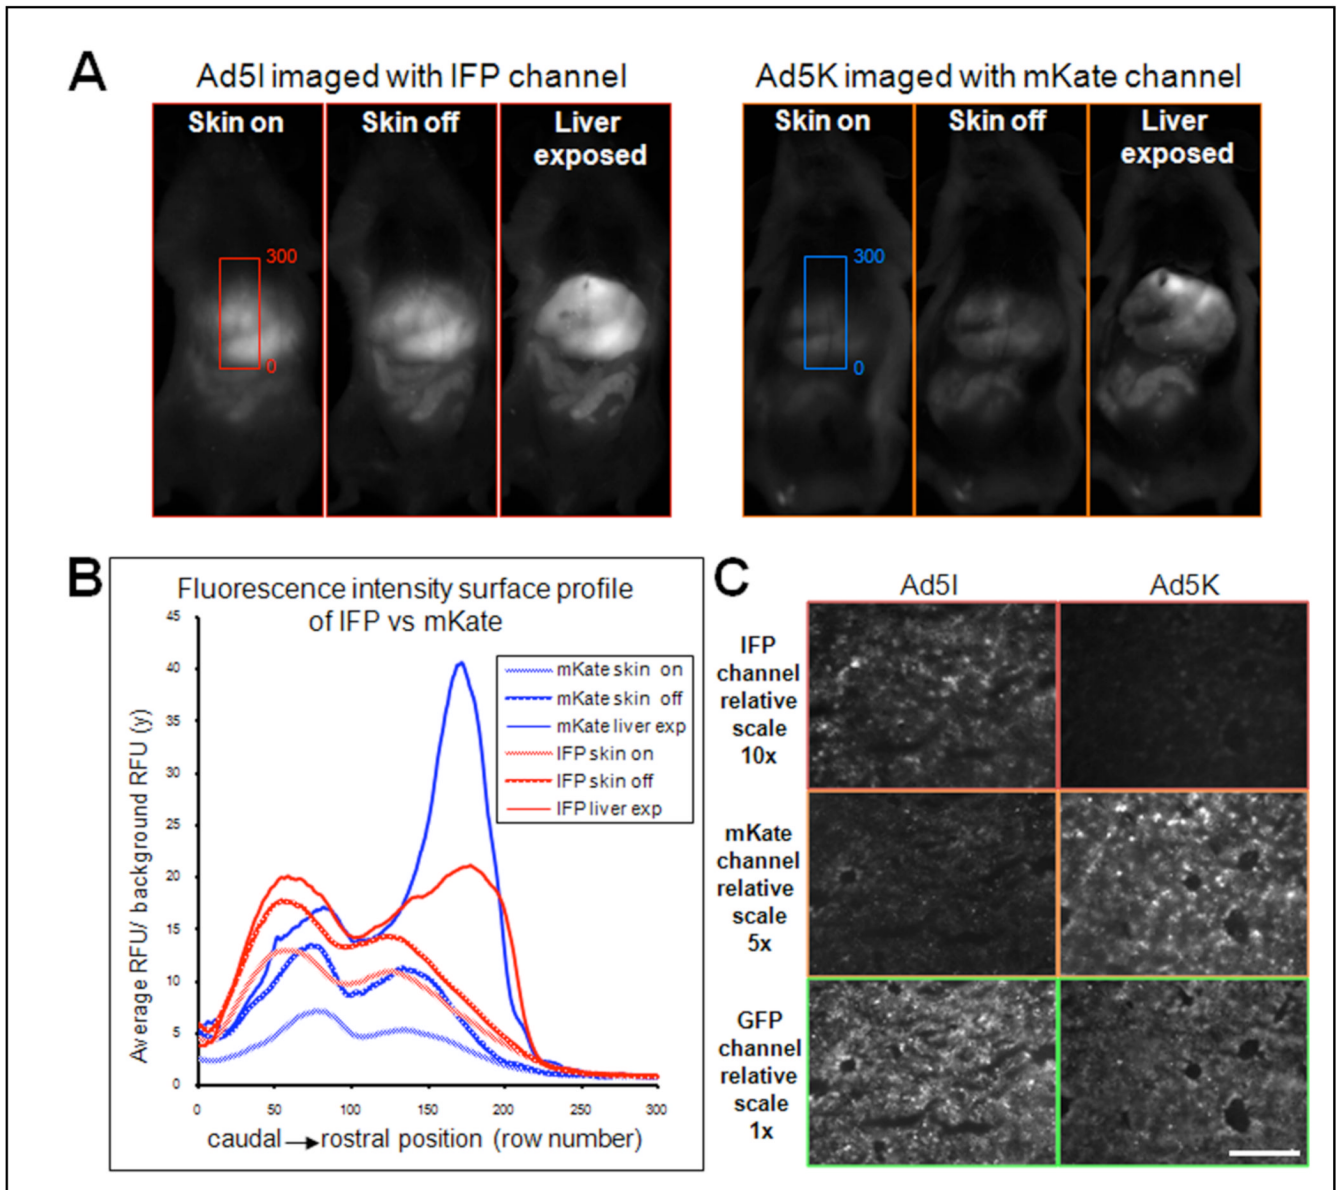 A
Ad5I imaged with IFP channel
Skin on
Skin off
Liver
exposed
300
0
Ad5K imaged with mKate channel
Skin on
Skin off
Liver
exposed
300
0
B
Fluorescence intensity surface profile
of IFP vs mKate
Average RFU/ background RFU (y)
45
40
35
30
25
20
15
10
5
0
mKate skin on
mKate skin off
mKate liver exp
IFP skin on
IFP skin off
IFP liver exp
0 50 100 150 200 250 300
caudal → rostral position (row number)
C
Ad5I
Ad5K
IFP
channel
relative
scale
10x
mKate
channel
relative
scale
5x
GFP
channel
relative
scale
1x